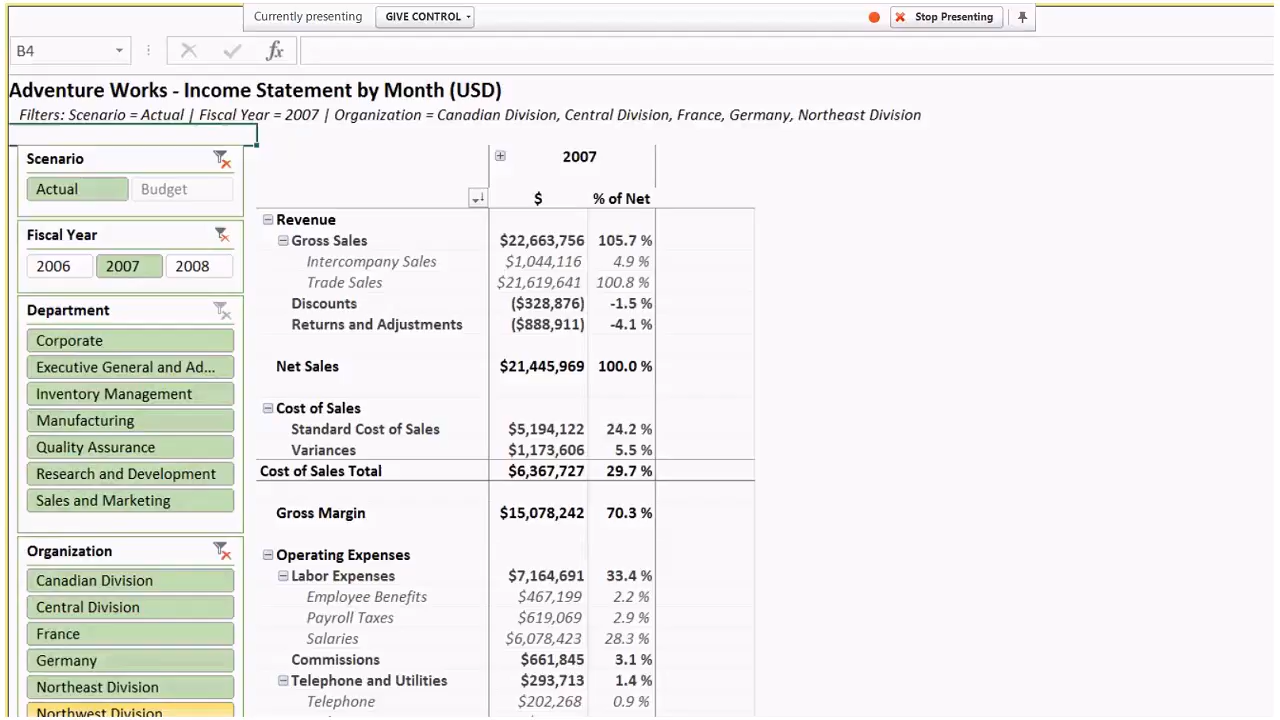 Currently presenting GIVE CONTROL Stop Presenting
B4 fx
Adventure Works - Income Statement by Month (USD)
Filters: Scenario = Actual | Fiscal Year = 2007 | Organization = Canadian Division, Central Division, France, Germany, Northeast Division
Scenario
Actual Budget
Fiscal Year
2006 2007 2008
Department
Corporate
Executive General and Ad...
Inventory Management
Manufacturing
Quality Assurance
Research and Development
Sales and Marketing
Organization
Canadian Division
Central Division
France
Germany
Northeast Division
Northwest Division
2007
$ % of Net
Revenue
Gross Sales $22,663,756 105.7 %
Intercompany Sales $1,044,116 4.9 %
Trade Sales $21,619,641 100.8 %
Discounts ($328,876) -1.5 %
Returns and Adjustments ($888,911) -4.1 %
Net Sales $21,445,969 100.0 %
Cost of Sales
Standard Cost of Sales $5,194,122 24.2 %
Variances $1,173,606 5.5 %
Cost of Sales Total $6,367,727 29.7 %
Gross Margin $15,078,242 70.3 %
Operating Expenses
Labor Expenses $7,164,691 33.4 %
Employee Benefits $467,199 2.2 %
Payroll Taxes $619,069 2.9 %
Salaries $6,078,423 28.3 %
Commissions $661,845 3.1 %
Telephone and Utilities $293,713 1.4 %
Telephone $202,268 0.9 %